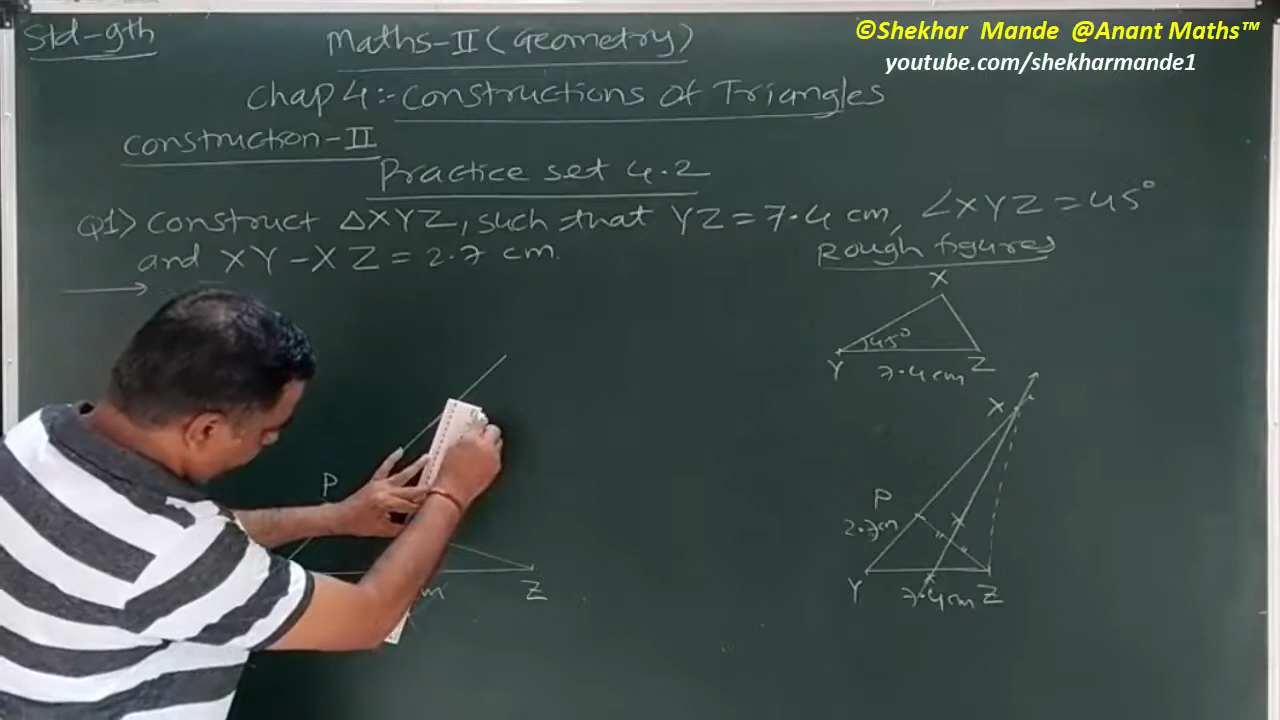 ©Shekhar Mande @Anant Maths™
youtube.com/shekharmande1
Std-9th
Maths-II (Geometry)
Chap 4:- Constructions of Triangles
Construction-II
Practice set 4.2
Q1) Construct ΔXYZ, such that YZ = 7.4 cm, ∠XYZ = 45°
and XY - XZ = 2.7 cm.
Rough figures
X
45°
Y 7.4 cm Z
X
P
2.7cm
Y 7.4cm Z
P
m Z